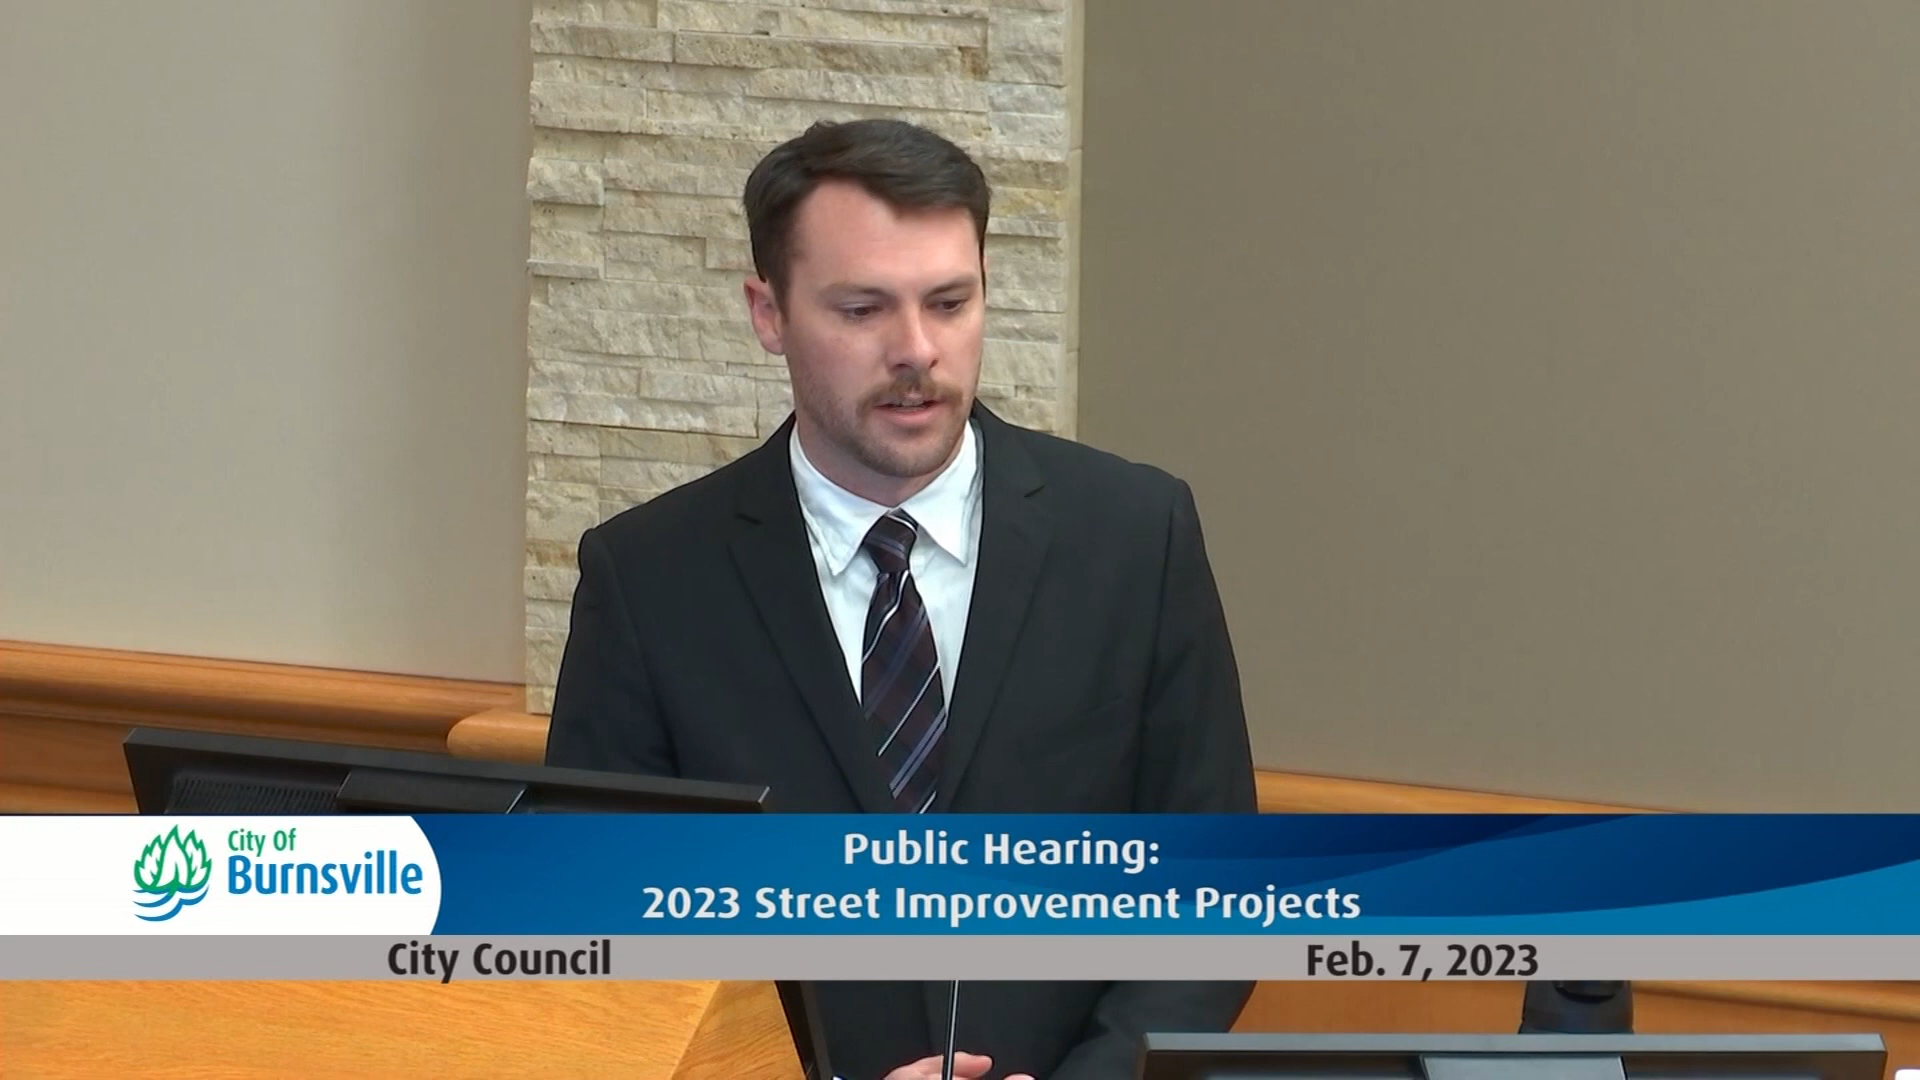 City Of
Burnsville
Public Hearing:
2023 Street Improvement Projects
City Council
Feb. 7, 2023